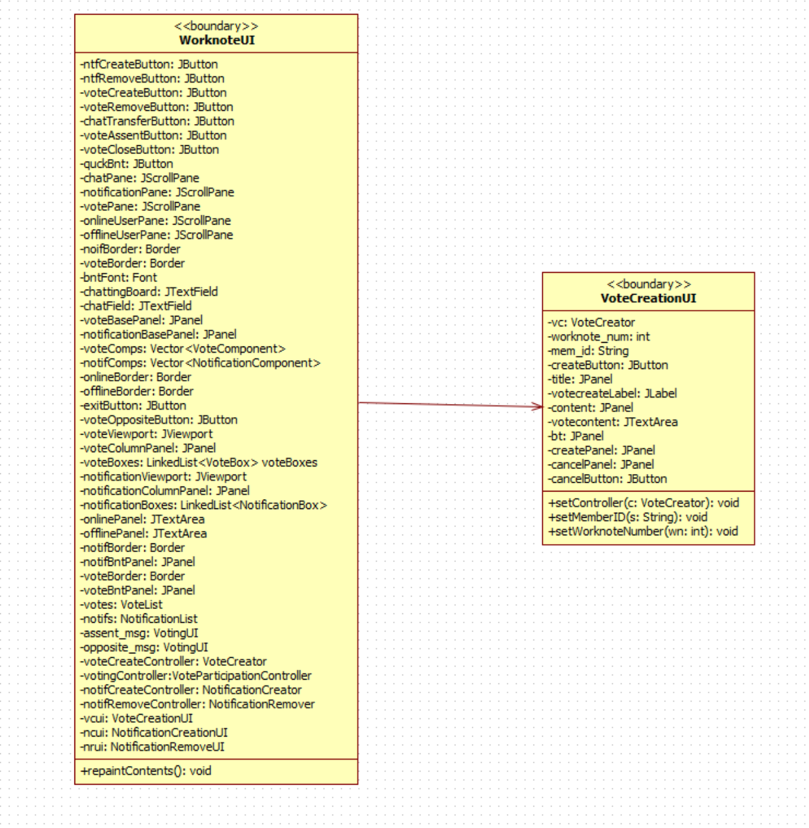 <<boundary>>
WorknoteUI
-ntfCreateButton: JButton
-ntfRemoveButton: JButton
-voteCreateButton: JButton
-voteRemoveButton: JButton
-chatTransferButton: JButton
-voteAssentButton: JButton
-voteCloseButton: JButton
-quckBnt: JButton
-chatPane: JScrollPane
-notificationPane: JScrollPane
-votePane: JScrollPane
-onlineUserPane: JScrollPane
-offlineUserPane: JScrollPane
-noifBorder: Border
-voteBorder: Border
-bntFont: Font
-chattingBoard: JTextField
-chatField: JTextField
-voteBasePanel: JPanel
-notificationBasePanel: JPanel
-voteComps: Vector<VoteComponent>
-notifComps: Vector<NotificationComponent>
-onlineBorder: Border
-offlineBorder: Border
-exitButton: JButton
-voteOppositeButton: JButton
-voteViewport: JViewport
-voteColumnPanel: JPanel
-voteBoxes: LinkedList<VoteBox> voteBoxes
-notificationViewport: JViewport
-notificationColumnPanel: JPanel
-notificationBoxes: LinkedList<NotificationBox>
-onlinePanel: JTextArea
-offlinePanel: JTextArea
-notifBorder: Border
-notifBntPanel: JPanel
-voteBorder: Border
-voteBntPanel: JPanel
-votes: VoteList
-notifs: NotificationList
-assent_msg: VotingUI
-opposite_msg: VotingUI
-voteCreateController: VoteCreator
-votingController:VoteParticipationController
-notifCreateController: NotificationCreator
-notifRemoveController: NotificationRemover
-vcui: VoteCreationUI
-ncui: NotificationCreationUI
-nrui: NotificationRemoveUI
+repaintContents(): void
<<boundary>>
VoteCreationUI
-vc: VoteCreator
-worknote_num: int
-mem_id: String
-createButton: JButton
-title: JPanel
-votecreateLabel: JLabel
-content: JPanel
-votecontent: JTextArea
-bt: JPanel
-createPanel: JPanel
-cancelPanel: JPanel
-cancelButton: JButton
+setController(c: VoteCreator): void
+setMemberID(s: String): void
+setWorknoteNumber(wn: int): void